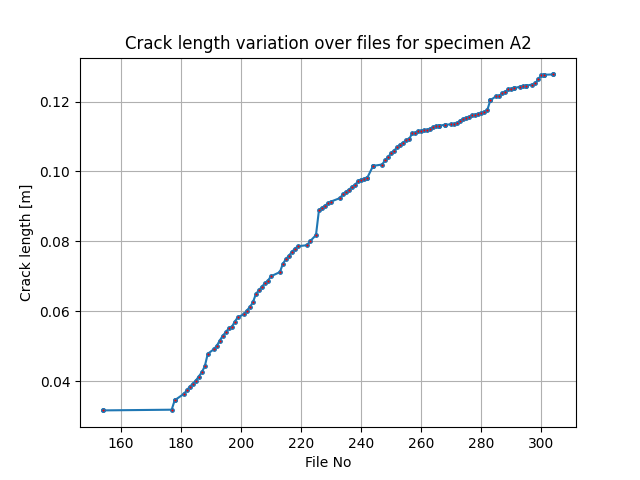 Crack length variation over files for specimen A2
0.12
0.10
0.08
0.06
0.04
Crack length [m]
160 180 200 220 240 260 280 300
File No